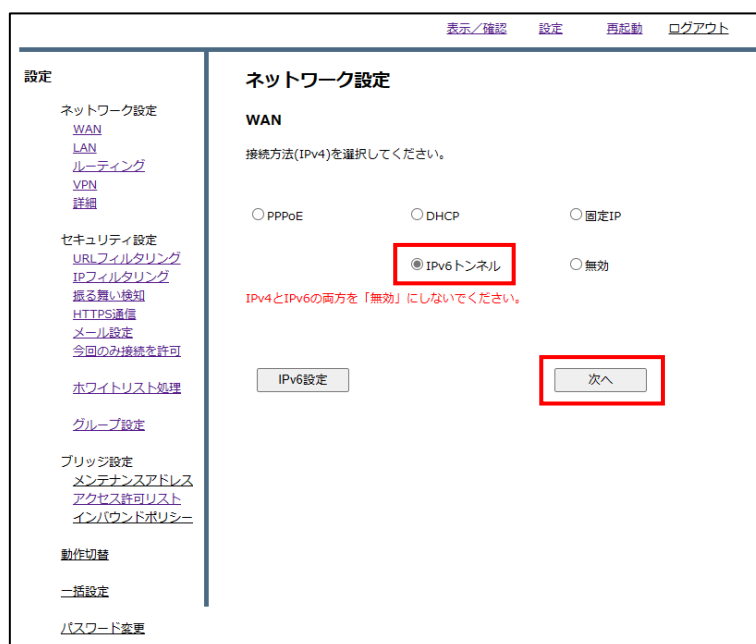 表示／確認 設定 再起動 ログアウト
設定
ネットワーク設定
WAN
LAN
ルーティング
VPN
詳細
セキュリティ設定
URLフィルタリング
IPフィルタリング
振る舞い検知
HTTPS通信
メール設定
今回のみ接続を許可
ホワイトリスト処理
グループ設定
ブリッジ設定
メンテナンスアドレス
アクセス許可リスト
インバウンドポリシー
動作切替
一括設定
パスワード変更
ネットワーク設定
WAN
接続方法(IPv4)を選択してください。
PPPoE DHCP 固定IP
IPv6トンネル 無効
IPv4とIPv6の両方を「無効」にしないでください。
IPv6設定 次へ